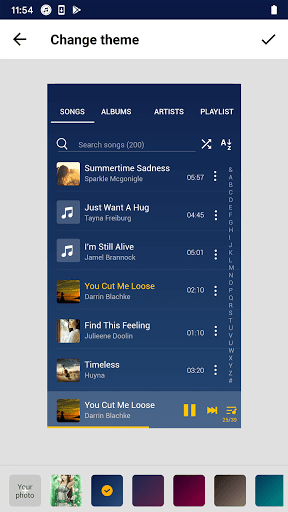 11:54
Change theme
SONGS ALBUMS ARTISTS PLAYLIST
Search songs (200)
Summertime Sadness
Sparkle Mcgonigle
05:57
Just Want A Hug
Tayna Freiburg
04:45
I'm Still Alive
Jamel Brannock
05:01
You Cut Me Loose
Darrin Blachke
02:10
Find This Feeling
Julieene Doolin
01:10
Timeless
Huyna
03:20
&
A
B
C
D
E
F
G
H
I
J
K
L
M
N
O
P
Q
R
S
T
U
V
W
X
Y
Z
#
You Cut Me Loose
Darrin Blachke
25/30
Your
photo